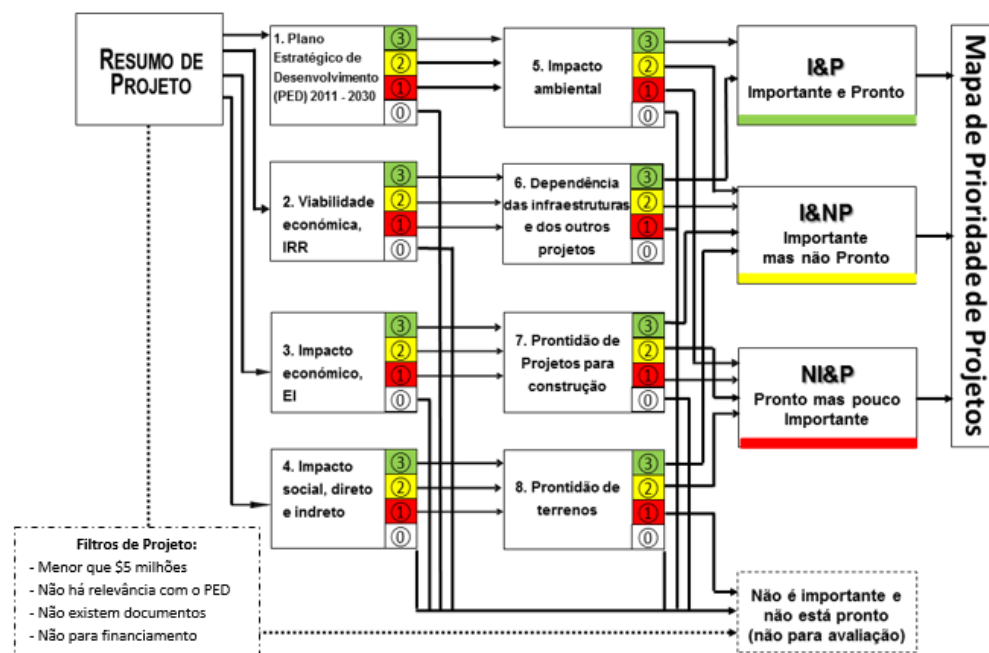 RESUMO DE
PROJETO
1. Plano
Estratégico de
Desenvolvimento
(PED) 2011 - 2030
③
②
①
⓪
5. Impacto
ambiental
③
②
①
⓪
I&P
Importante e Pronto
2. Viabilidade
económica,
IRR
③
②
①
⓪
6. Dependência
das infraestruturas
e dos outros
projetos
③
②
①
⓪
I&NP
Importante
mas não Pronto
3. Impacto
económico,
EI
③
②
①
⓪
7. Prontidão de
Projetos para
construção
③
②
①
⓪
NI&P
Pronto mas pouco
Importante
4. Impacto
social, direto
e indreto
③
②
①
⓪
8. Prontidão de
terrenos
③
②
①
⓪
Mapa de Prioridade de Projetos
Filtros de Projeto:
- Menor que $5 milhões
- Não há relevância com o PED
- Não existem documentos
- Não para financiamento
Não é importante e
não está pronto
(não para avaliação)